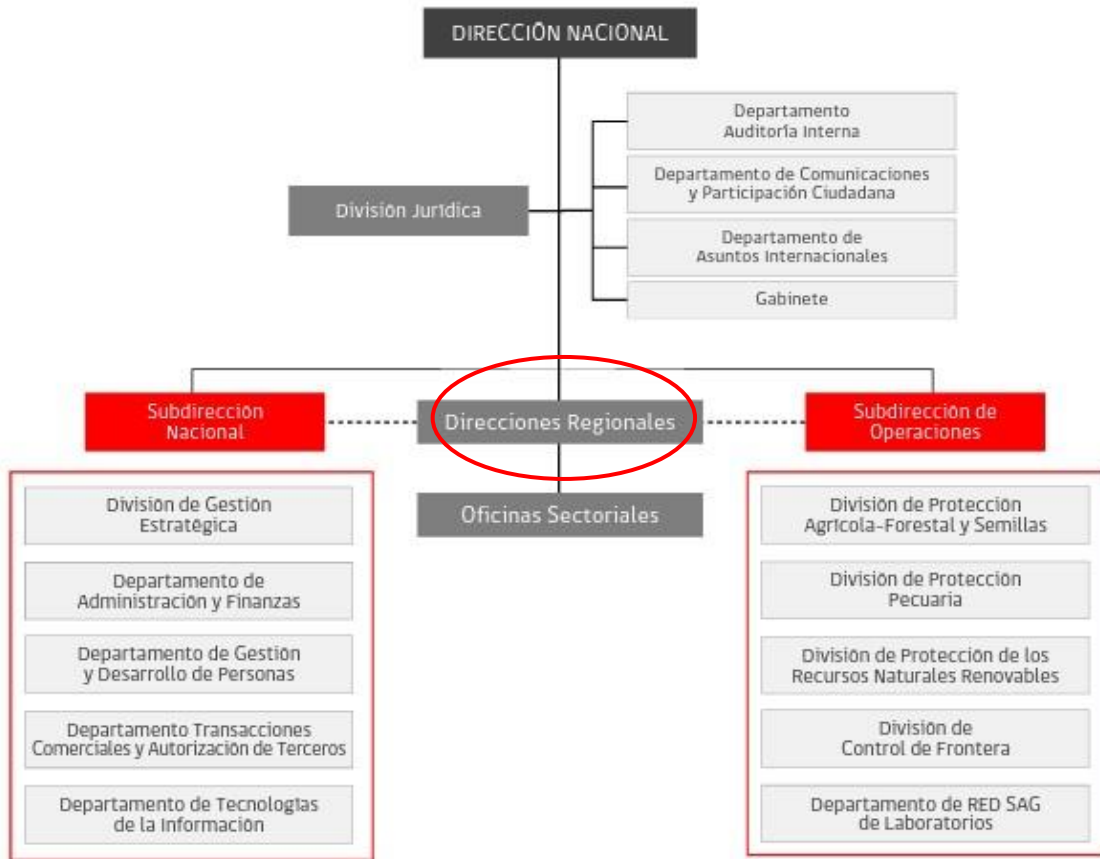 DIRECCIÓN NACIONAL
Departamento
Auditoría Interna
Departamento de Comunicaciones
y Participación Ciudadana
División Jurídica
Departamento de
Asuntos Internacionales
Gabinete
Subdirección
Nacional
Direcciones Regionales
Subdirección de
Operaciones
Oficinas Sectoriales
División de Gestión
Estratégica
Departamento de
Administración y Finanzas
Departamento de Gestión
y Desarrollo de Personas
Departamento Transacciones
Comerciales y Autorización de Terceros
Departamento de Tecnologías
de la Información
División de Protección
Agrícola-Forestal y Semillas
División de Protección
Pecuaria
División de Protección de los
Recursos Naturales Renovables
División de
Control de Frontera
Departamento de RED SAG
de Laboratorios